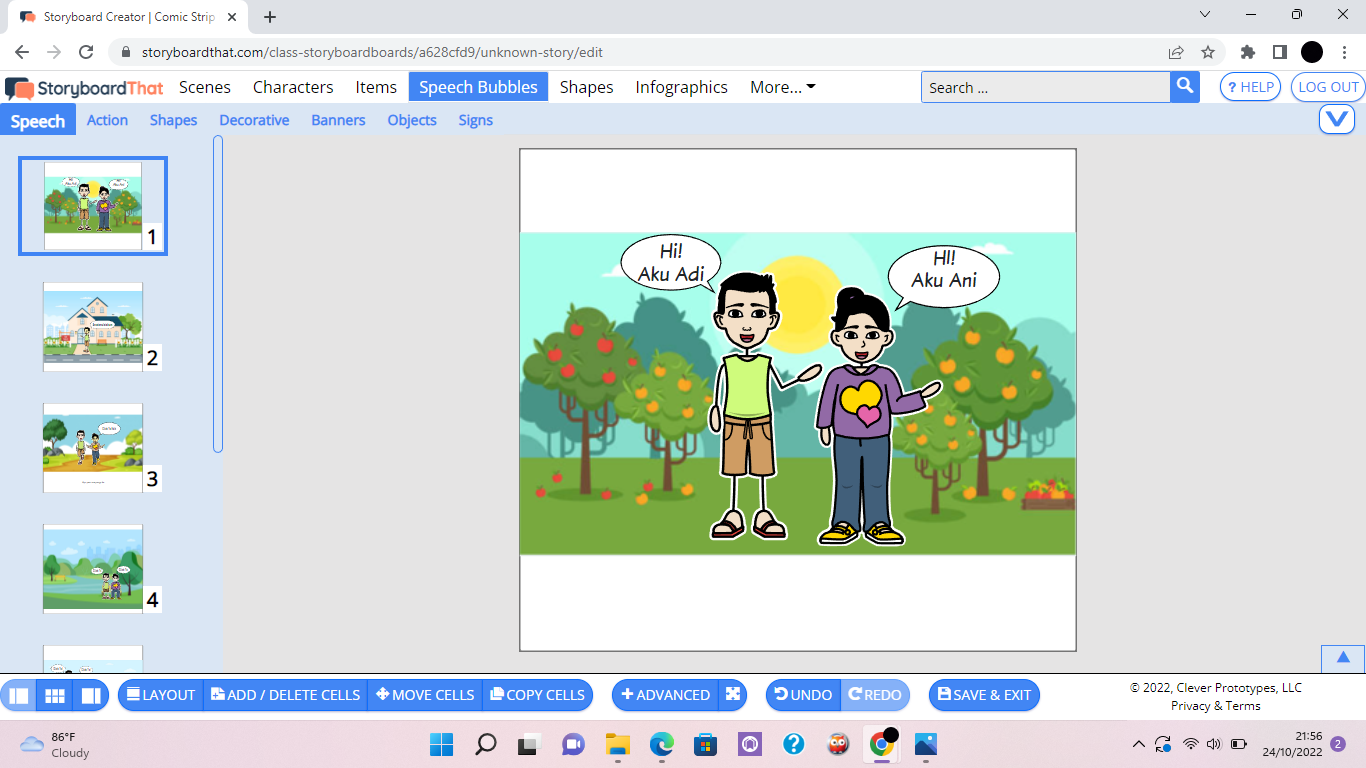 Storyboard Creator | Comic Strip
storyboardthat.com/class-storyboardboards/a628cfd9/unknown-story/edit
StoryboardThat Scenes Characters Items Speech Bubbles Shapes Infographics More... Search ... ? HELP LOG OUT
Speech Action Shapes Decorative Banners Objects Signs
1
2
3
4
Hi!
Aku Adi
HI!
Aku Ani
LAYOUT ADD / DELETE CELLS MOVE CELLS COPY CELLS ADVANCED UNDO REDO SAVE & EXIT
© 2022, Clever Prototypes, LLC
Privacy & Terms
86°F
Cloudy
21:56
24/10/2022
2